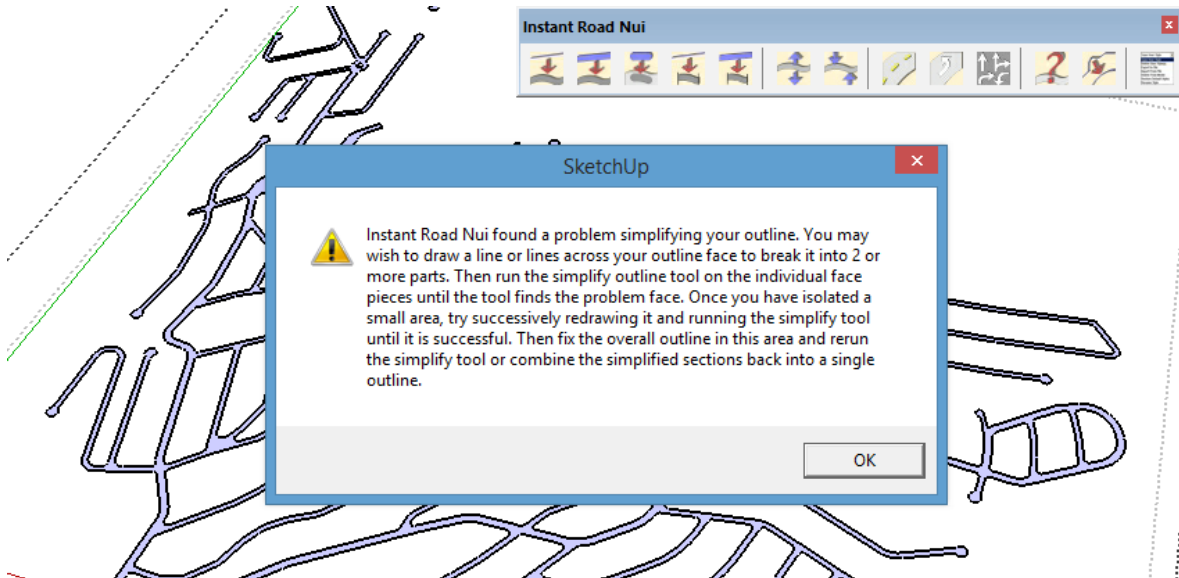 Instant Road Nui
SketchUp
Instant Road Nui found a problem simplifying your outline. You may
wish to draw a line or lines across your outline face to break it into 2 or
more parts. Then run the simplify outline tool on the individual face
pieces until the tool finds the problem face. Once you have isolated a
small area, try successively redrawing it and running the simplify tool
until it is successful. Then fix the overall outline in this area and rerun
the simplify tool or combine the simplified sections back into a single
outline.
OK